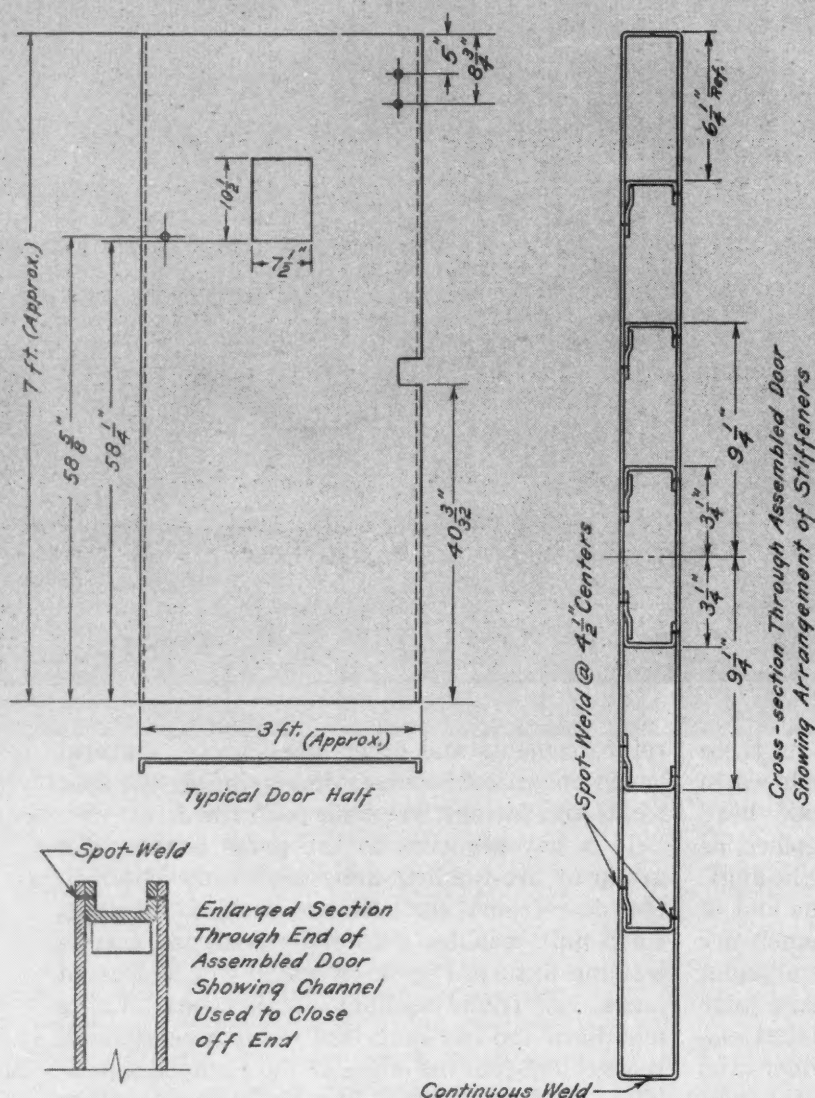 7 ft. (Approx.)
58 5/8"
58 1/4"
10 1/2"
7 1/2"
5"
8 3/4"
40 3/32"
3 ft. (Approx.)
Typical Door Half
Spot-Weld
Enlarged Section
Through End of
Assembled Door
Showing Channel
Used to Close
off End
6 1/4" Ref.
9 1/4"
3 1/4"
3 1/4"
9 1/4"
Spot-Weld @ 4 1/2" Centers
Continuous Weld
Cross-section Through Assembled Door
Showing Arrangement of Stiffeners